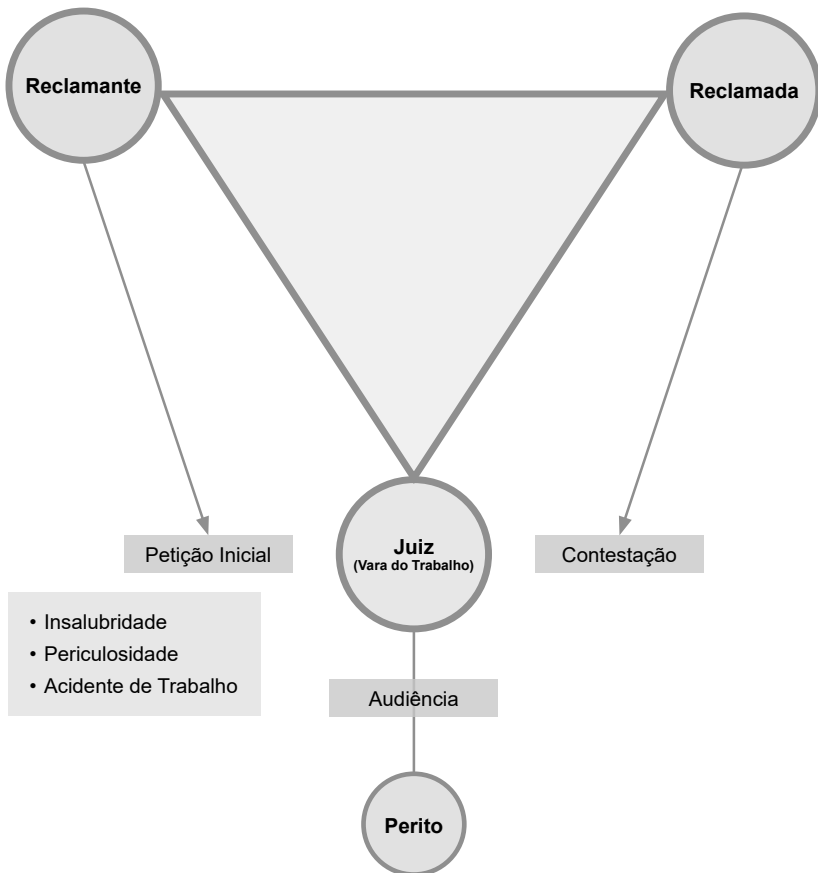 Reclamante
Reclamada
Juiz
(Vara do Trabalho)
Petição Inicial
Contestação
• Insalubridade
• Periculosidade
• Acidente de Trabalho
Audiência
Perito